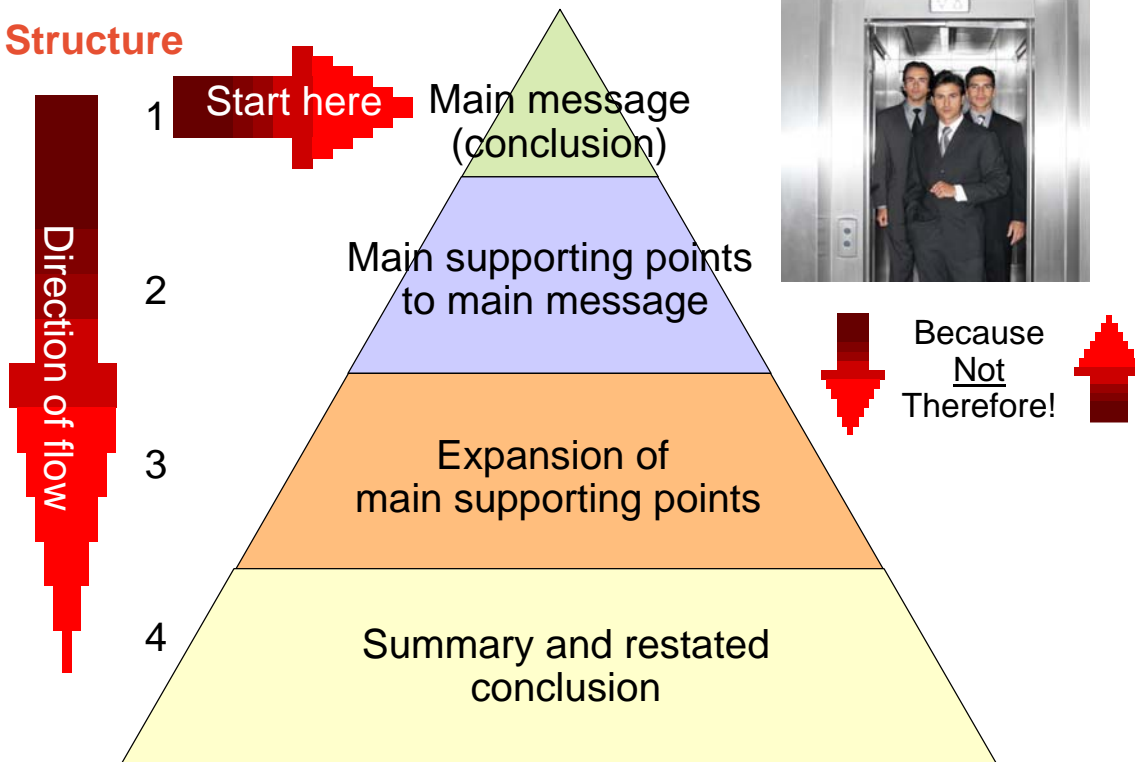 Structure
1
Start here
Main message
(conclusion)
Direction of flow
2
Main supporting points
to main message
Because
Not
Therefore!
3
Expansion of
main supporting points
4
Summary and restated
conclusion